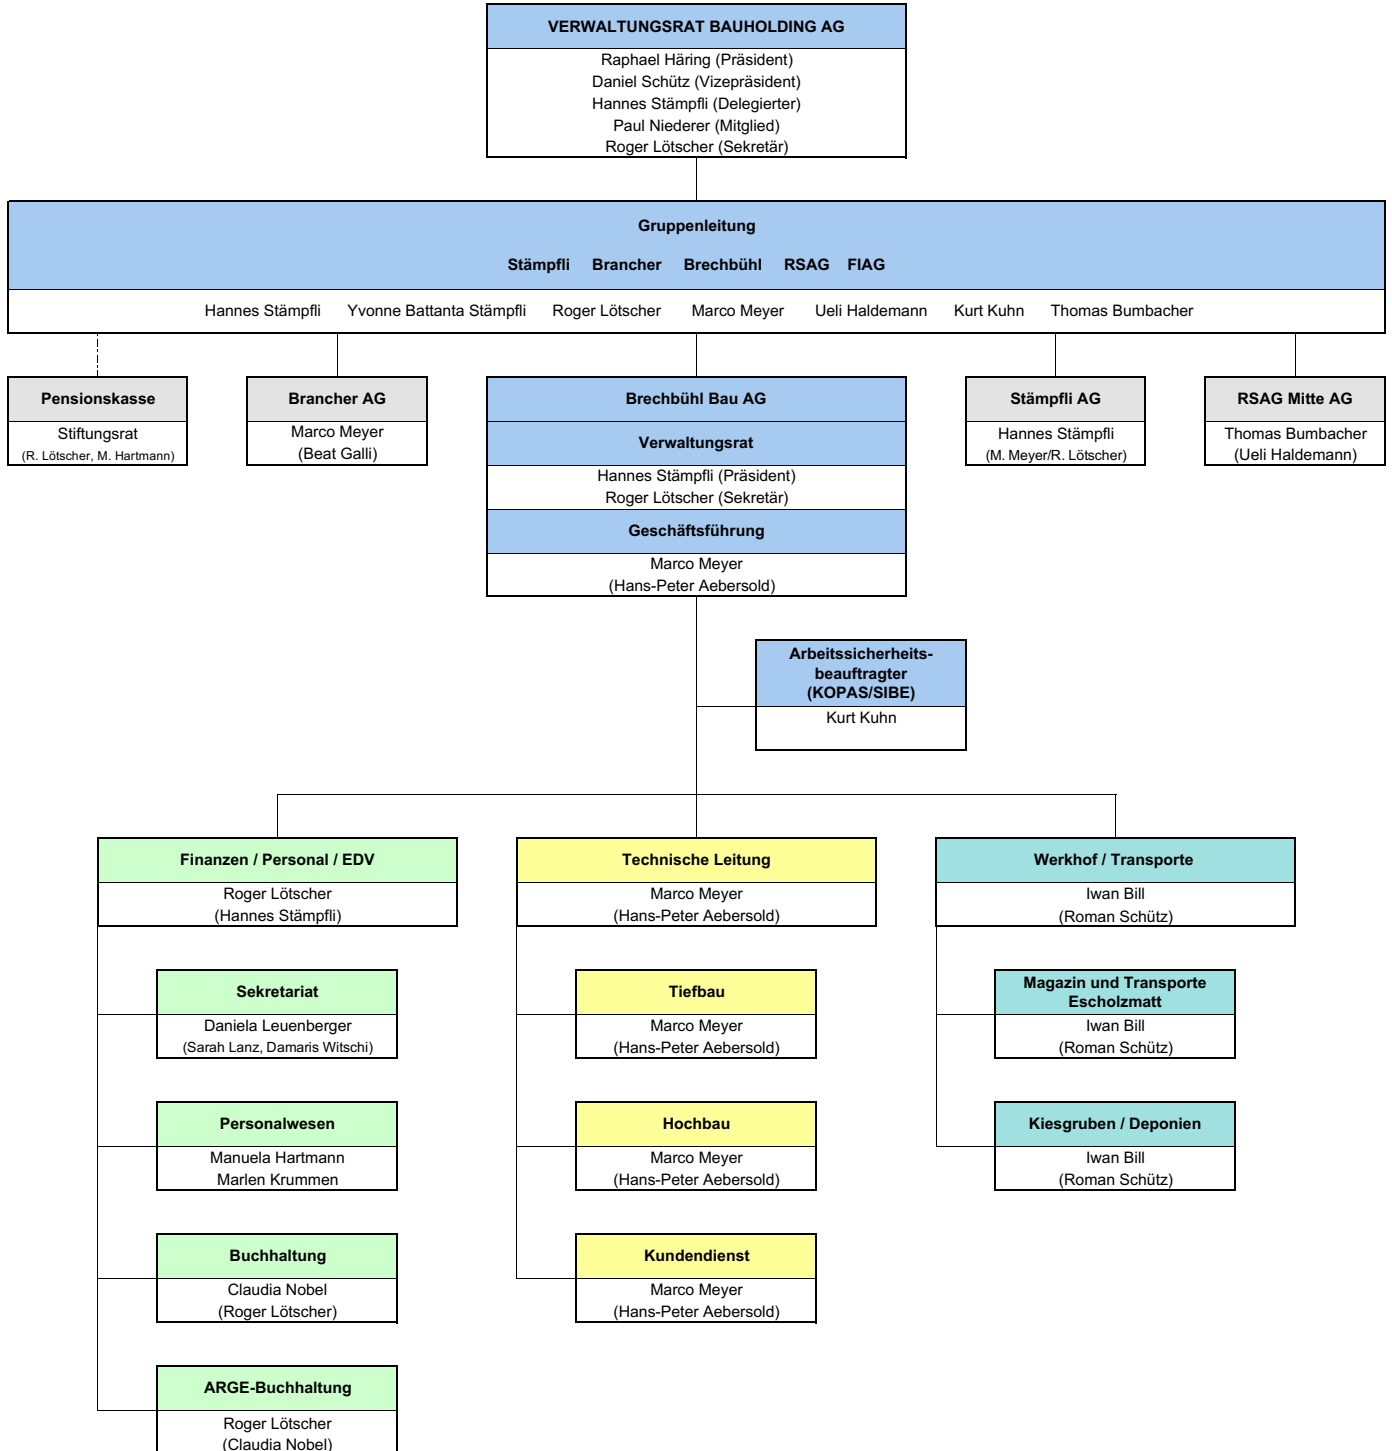 VERWALTUNGSRAT BAUHOLDING AG
Raphael Häring (Präsident)
Daniel Schütz (Vizepräsident)
Hannes Stämpfli (Delegierter)
Paul Niederer (Mitglied)
Roger Lötscher (Sekretär)
Gruppenleitung
Stämpfli Brancher Brechbühl RSAG FIAG
Hannes Stämpfli Yvonne Battanta Stämpfli Roger Lötscher Marco Meyer Ueli Haldemann Kurt Kuhn Thomas Bumbacher
Pensionskasse
Stiftungsrat
(R. Lötscher, M. Hartmann)
Brancher AG
Marco Meyer
(Beat Galli)
Brechbühl Bau AG
Verwaltungsrat
Hannes Stämpfli (Präsident)
Roger Lötscher (Sekretär)
Geschäftsführung
Marco Meyer
(Hans-Peter Aebersold)
Stämpfli AG
Hannes Stämpfli
(M. Meyer/R. Lötscher)
RSAG Mitte AG
Thomas Bumbacher
(Ueli Haldemann)
Arbeitssicherheits-
beauftragter
(KOPAS/SIBE)
Kurt Kuhn
Finanzen / Personal / EDV
Roger Lötscher
(Hannes Stämpfli)
Sekretariat
Daniela Leuenberger
(Sarah Lanz, Damaris Witschi)
Personalwesen
Manuela Hartmann
Marlen Krummen
Buchhaltung
Claudia Nobel
(Roger Lötscher)
ARGE-Buchhaltung
Roger Lötscher
(Claudia Nobel)
Technische Leitung
Marco Meyer
(Hans-Peter Aebersold)
Tiefbau
Marco Meyer
(Hans-Peter Aebersold)
Hochbau
Marco Meyer
(Hans-Peter Aebersold)
Kundendienst
Marco Meyer
(Hans-Peter Aebersold)
Werkhof / Transporte
Iwan Bill
(Roman Schütz)
Magazin und Transporte
Escholzmatt
Iwan Bill
(Roman Schütz)
Kiesgruben / Deponien
Iwan Bill
(Roman Schütz)